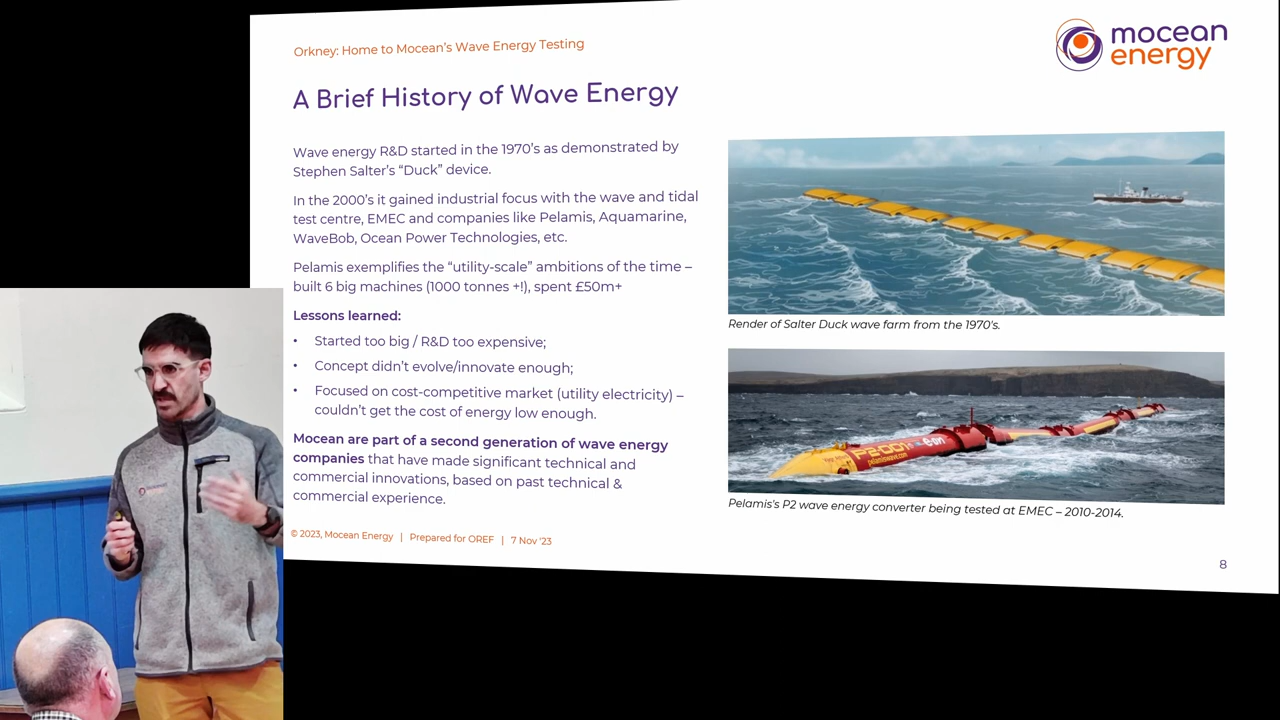 Orkney: Home to Mocean's Wave Energy Testing
mocean
energy
A Brief History of Wave Energy
Wave energy R&D started in the 1970's as demonstrated by
Stephen Salter's “Duck” device.
In the 2000's it gained industrial focus with the wave and tidal
test centre, EMEC and companies like Pelamis, Aquamarine,
WaveBob, Ocean Power Technologies, etc.
Pelamis exemplifies the “utility-scale” ambitions of the time –
built 6 big machines (1000 tonnes +!), spent £50m+
Lessons learned:
• Started too big / R&D too expensive;
• Concept didn't evolve/innovate enough;
• Focused on cost-competitive market (utility electricity) –
couldn't get the cost of energy low enough.
Mocean are part of a second generation of wave energy
companies that have made significant technical and
commercial innovations, based on past technical &
commercial experience.
Render of Salter Duck wave farm from the 1970's.
P2-001
e·on
pelamiswave.com
Pelamis's P2 wave energy converter being tested at EMEC – 2010-2014.
© 2023, Mocean Energy | Prepared for OREF | 7 Nov '23
8